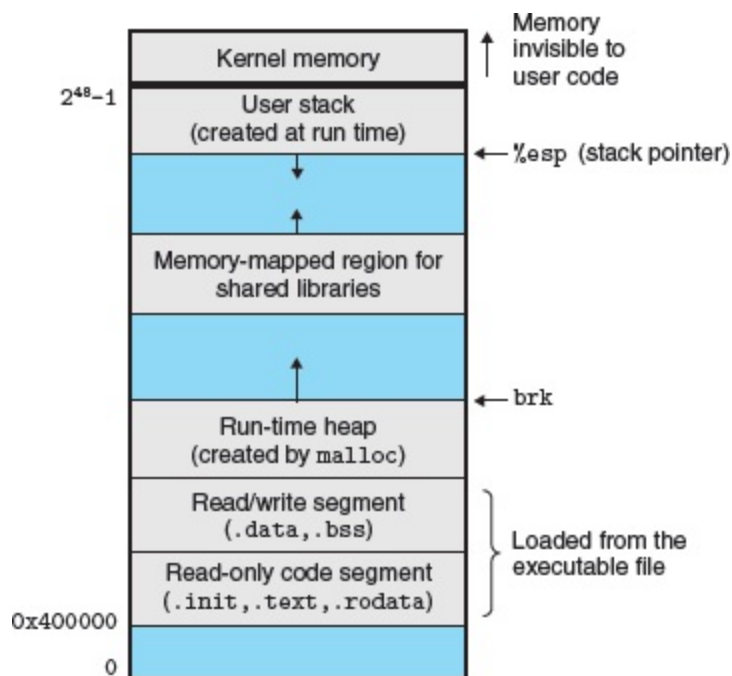 Kernel memory
Memory
invisible to
user code
2⁴⁸–1
User stack
(created at run time)
%esp (stack pointer)
Memory-mapped region for
shared libraries
brk
Run-time heap
(created by malloc)
Read/write segment
(.data,.bss)
Loaded from the
executable file
Read-only code segment
(.init,.text,.rodata)
0x400000
0